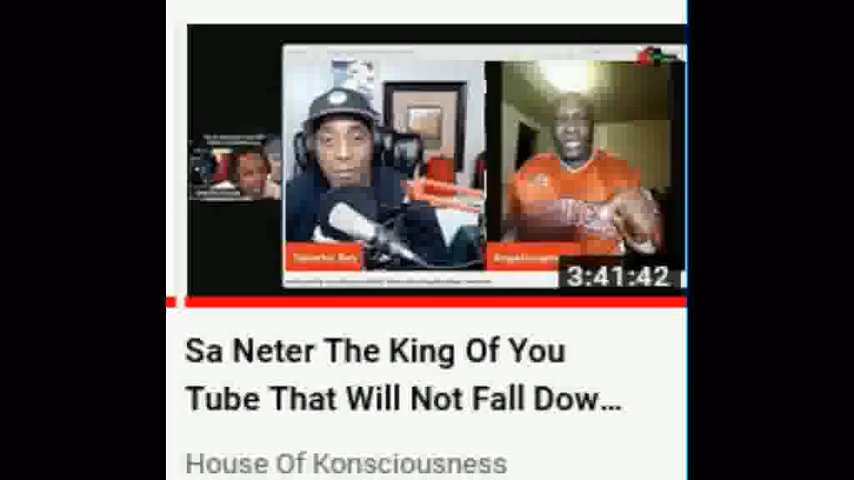 3:41:42
Sa Neter The King Of You
Tube That Will Not Fall Dow...
House Of Konsciousness